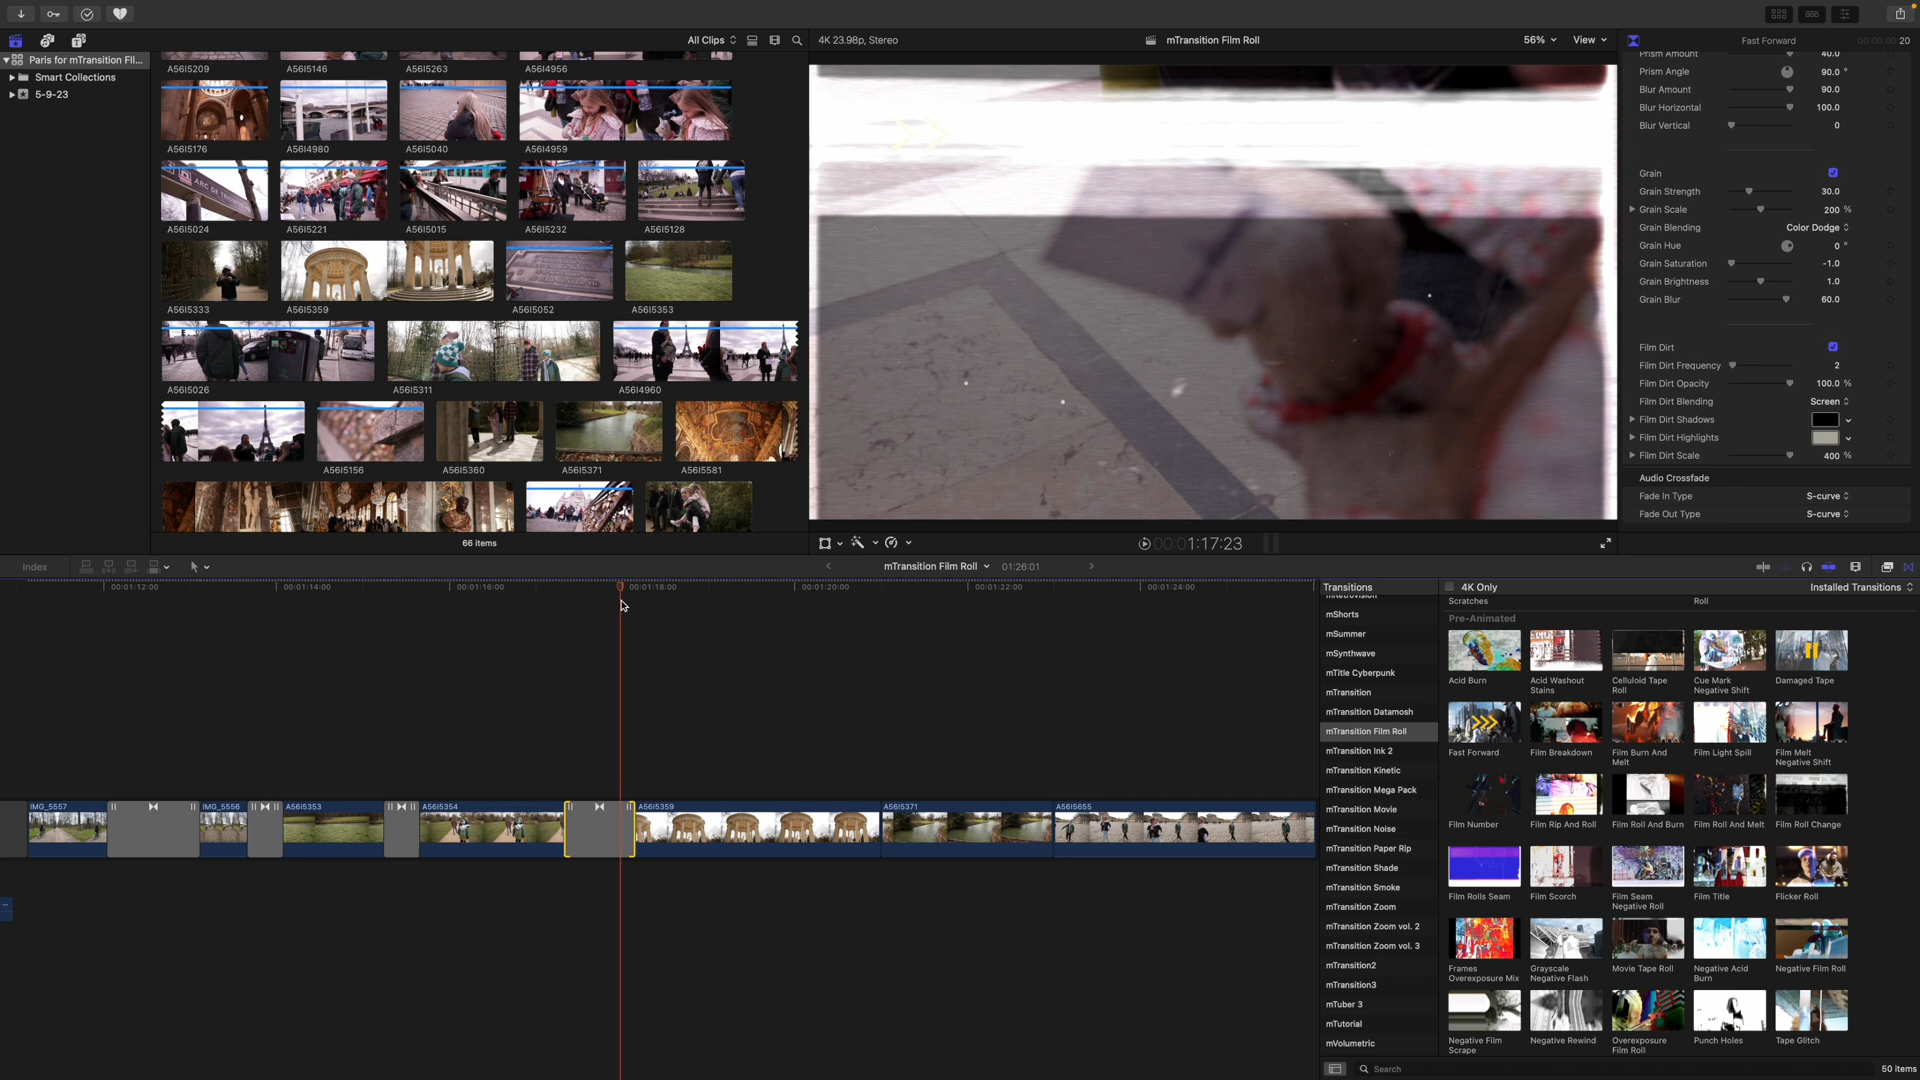 All Clips
4K 23.98p, Stereo
mTransition Film Roll
56%
View
Fast Forward
00:00:00:20
Paris for mTransition Fil...
Smart Collections
5-9-23
A56I5209
A56I5146
A56I5263
A56I4956
A56I5176
A56I4980
A56I5040
A56I4959
A56I5024
A56I5221
A56I5015
A56I5232
A56I5128
A56I5333
A56I5359
A56I5052
A56I5353
A56I5026
A56I5311
A56I4960
A56I5156
A56I5360
A56I5371
A56I5581
66 items
Prism Amount 40.0
Prism Angle 90.0 °
Blur Amount 90.0
Blur Horizontal 100.0
Blur Vertical 0
Grain
Grain Strength 30.0
Grain Scale 200 %
Grain Blending Color Dodge
Grain Hue 0 °
Grain Saturation -1.0
Grain Brightness 1.0
Grain Blur 60.0
Film Dirt
Film Dirt Frequency 2
Film Dirt Opacity 100.0 %
Film Dirt Blending Screen
Film Dirt Shadows
Film Dirt Highlights
Film Dirt Scale 400 %
Audio Crossfade
Fade In Type S-curve
Fade Out Type S-curve
00:00:01:17:23
Index
mTransition Film Roll
01:26:01
00:01:12:00
00:01:14:00
00:01:16:00
00:01:18:00
00:01:20:00
00:01:22:00
00:01:24:00
IMG_5557
IMG_5556
A56I5353
A56I5354
A56I5359
A56I5371
A56I5655
Transitions
4K Only
Installed Transitions
mRetrovision
mShorts
mSummer
mSynthwave
mTitle Cyberpunk
mTransition
mTransition Datamosh
mTransition Film Roll
mTransition Ink 2
mTransition Kinetic
mTransition Mega Pack
mTransition Movie
mTransition Noise
mTransition Paper Rip
mTransition Shade
mTransition Smoke
mTransition Zoom
mTransition Zoom vol. 2
mTransition Zoom vol. 3
mTransition2
mTransition3
mTuber 3
mTutorial
mVolumetric
Scratches
Roll
Pre-Animated
Acid Burn
Acid Washout Stains
Celluloid Tape Roll
Cue Mark Negative Shift
Damaged Tape
Fast Forward
Film Breakdown
Film Burn And Melt
Film Light Spill
Film Melt Negative Shift
Film Number
Film Rip And Roll
Film Roll And Burn
Film Roll And Melt
Film Roll Change
Film Rolls Seam
Film Scorch
Film Seam Negative Roll
Film Title
Flicker Roll
Frames Overexposure Mix
Grayscale Negative Flash
Movie Tape Roll
Negative Acid Burn
Negative Film Roll
Negative Film Scrape
Negative Rewind
Overexposure Film Roll
Punch Holes
Tape Glitch
Search
50 items